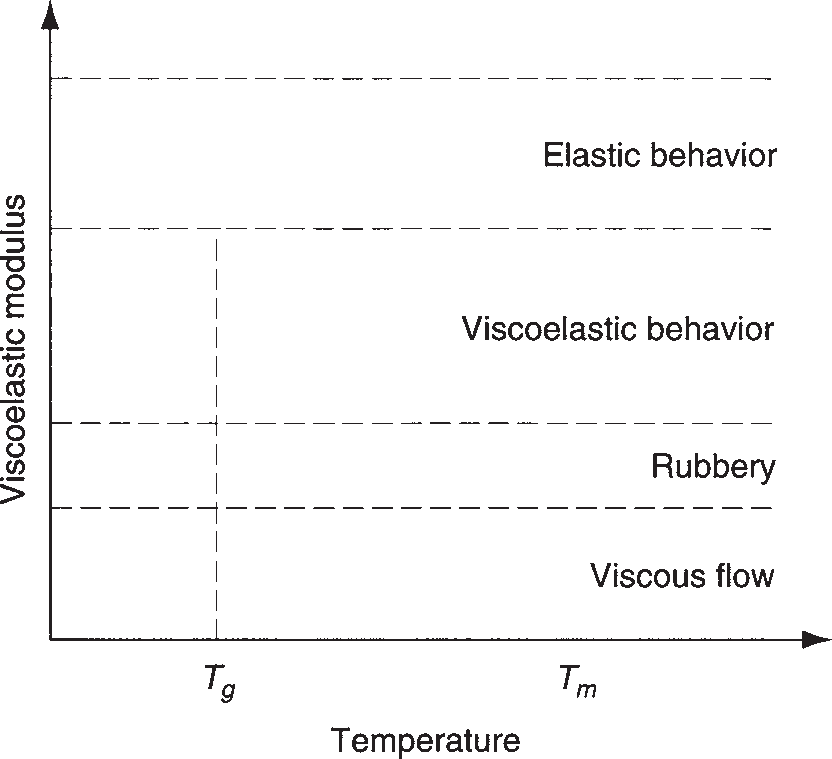 Viscoelastic modulus
Elastic behavior
Viscoelastic behavior
Rubbery
Viscous flow
Tg
Tm
Temperature